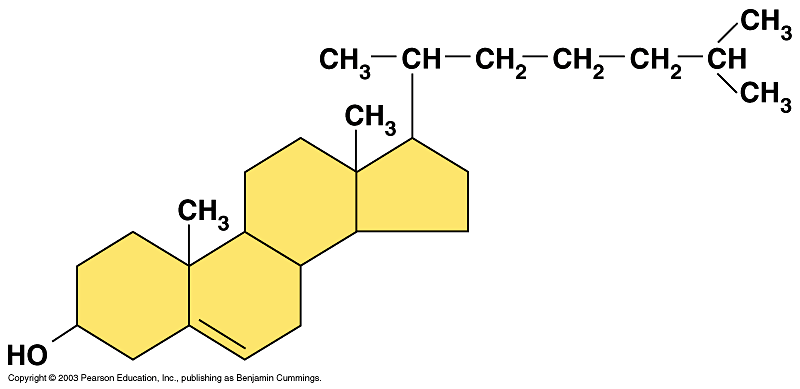 CH3
CH3 CH CH2 CH2 CH2 CH
CH3
CH3
CH3
HO
Copyright © 2003 Pearson Education, Inc., publishing as Benjamin Cummings.